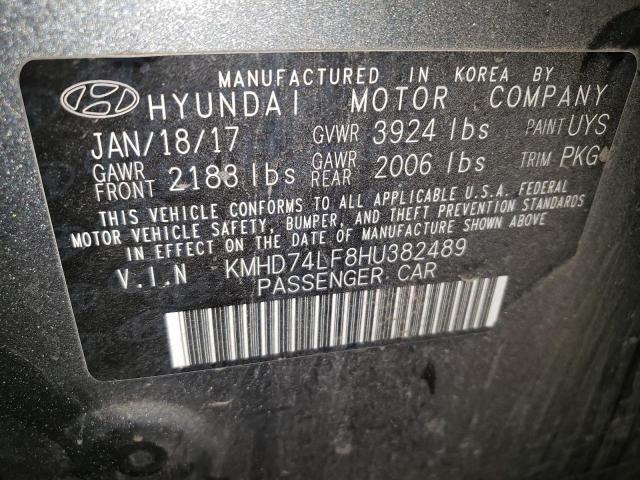 MANUFACTURED IN KOREA BY
HYUNDAI MOTOR COMPANY
JAN/18/17 GVWR 3924 lbs PAINT UYS
GAWR FRONT 2183 lbs GAWR REAR 2006 lbs TRIM PKG
THIS VEHICLE CONFORMS TO ALL APPLICABLE U.S.A. FEDERAL
MOTOR VEHICLE SAFETY, BUMPER, AND THEFT PREVENTION STANDARDS
IN EFFECT ON THE DATE OF MANUFACTURE SHOWN ABOVE
V.I.N KMHD74LF8HU382489
PASSENGER CAR